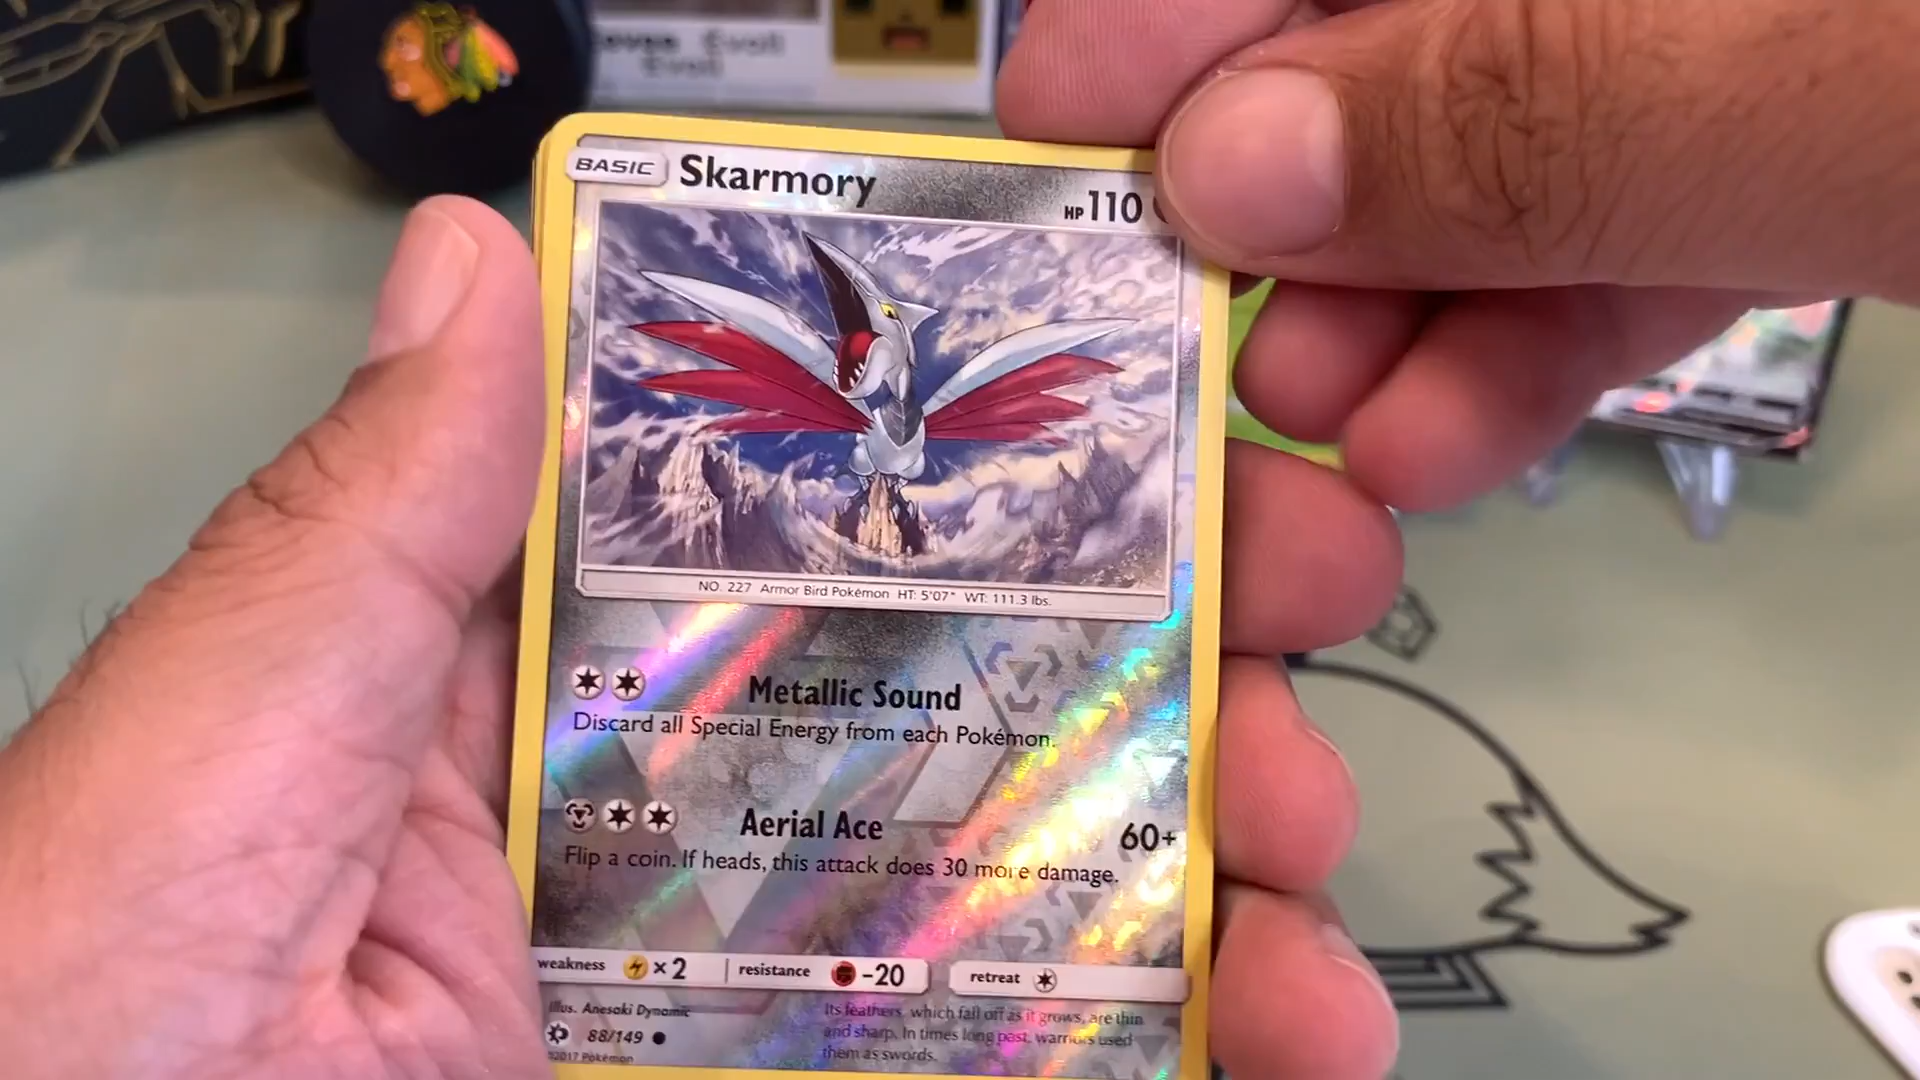 Evoli
Evoli
BASIC Skarmory HP 110
NO. 227 Armor Bird Pokémon HT: 5'07" WT: 111.3 lbs.
Metallic Sound
Discard all Special Energy from each Pokémon.
Aerial Ace 60+
Flip a coin. If heads, this attack does 30 more damage.
weakness ×2 resistance -20 retreat
Illus. Anesaki Dynamic
88/149
©2017 Pokémon
Its feathers, which fall off as it grows, are thin
and sharp. In times long past, warriors used
them as swords.